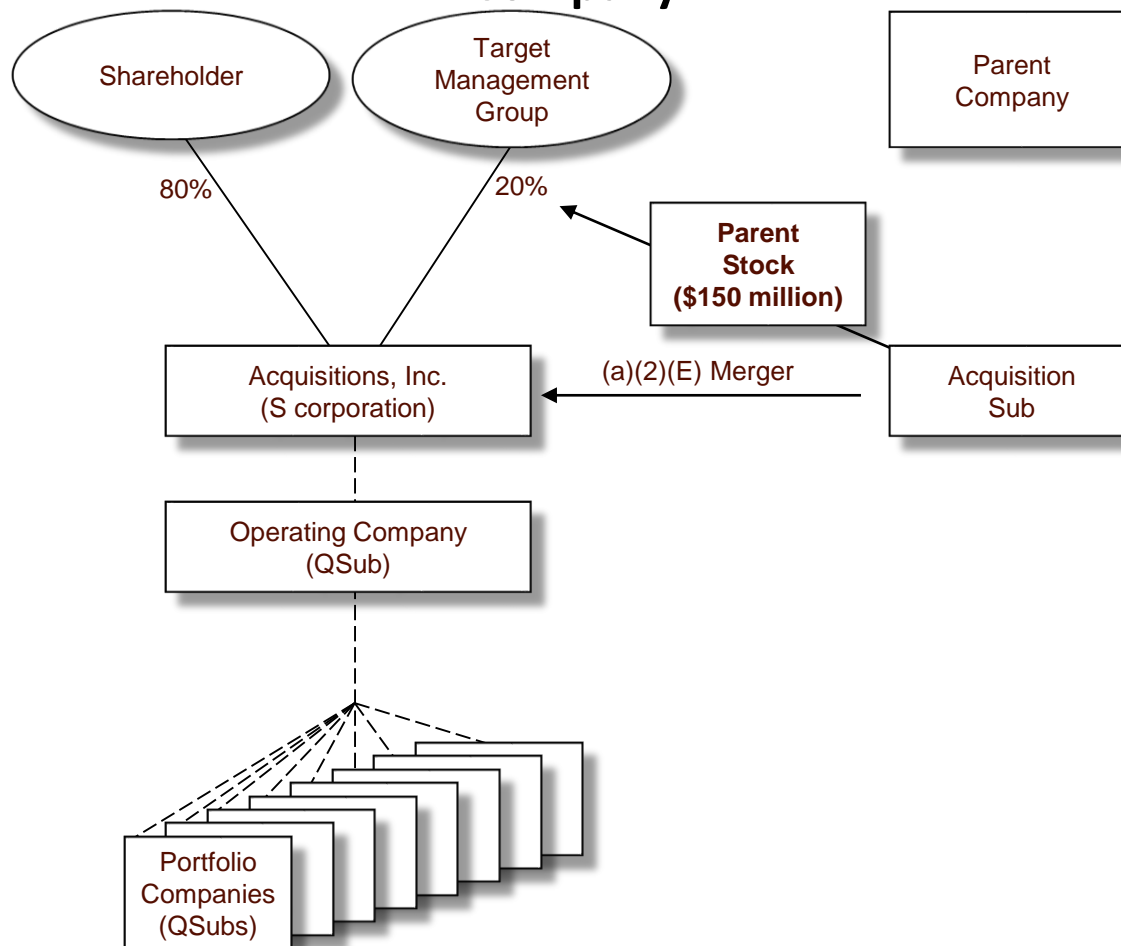 Shareholder
Target
Management
Group
Parent
Company
80%
20%
Parent
Stock
($150 million)
Acquisitions, Inc.
(S corporation)
(a)(2)(E) Merger
Acquisition
Sub
Operating Company
(QSub)
Portfolio
Companies
(QSubs)